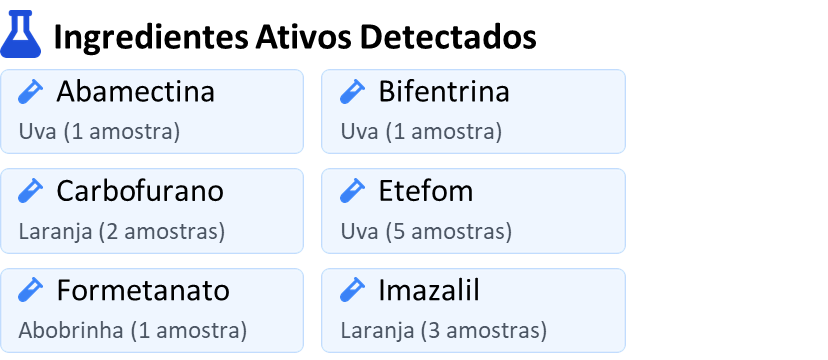 Ingredientes Ativos Detectados
Abamectina
Uva (1 amostra)
Bifentrina
Uva (1 amostra)
Carbofurano
Laranja (2 amostras)
Etefom
Uva (5 amostras)
Formetanato
Abobrinha (1 amostra)
Imazalil
Laranja (3 amostras)